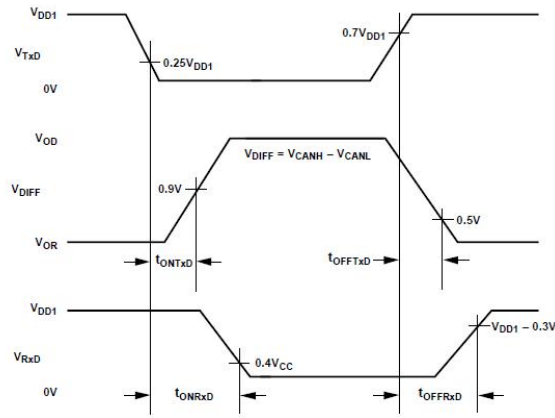 VDD1
0.7VDD1
VTxD
0.25VDD1
0V
VOD
VDIFF = VCANH – VCANL
0.9V
VDIFF
0.5V
VOR
tONTxD
tOFFTxD
VDD1
VDD1 – 0.3V
VRxD
0.4VCC
0V
tONRxD
tOFFRxD